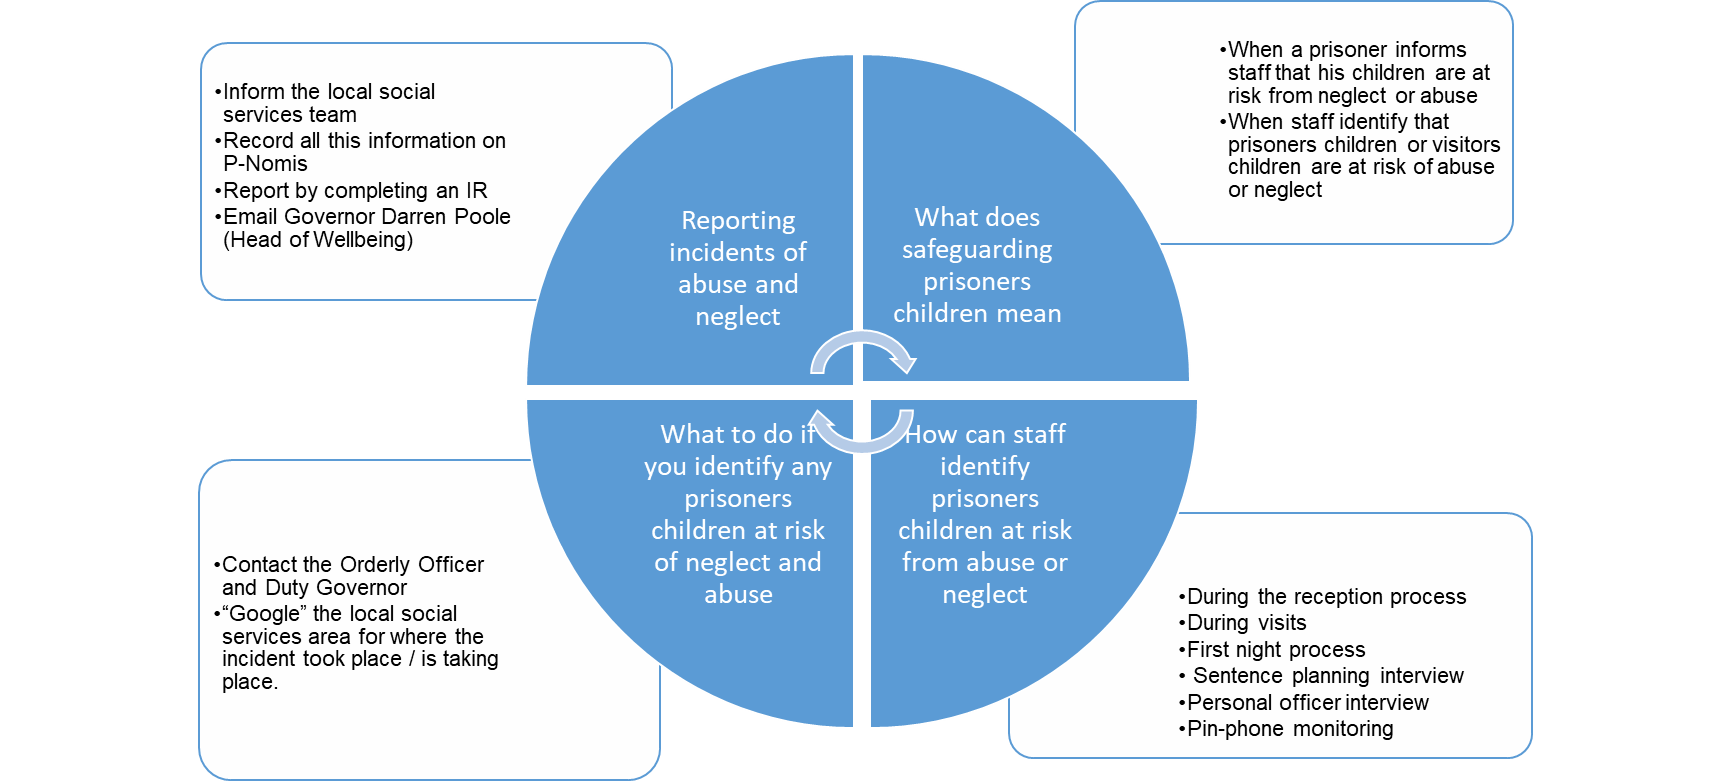 •Inform the local social
services team
•Record all this information on
P-Nomis
•Report by completing an IR
•Email Governor Darren Poole
(Head of Wellbeing)
Reporting
incidents of
abuse and
neglect
What does
safeguarding
prisoners
children mean
•When a prisoner informs
staff that his children are at
risk from neglect or abuse
•When staff identify that
prisoners children or visitors
children are at risk of abuse
or neglect
•Contact the Orderly Officer
and Duty Governor
•“Google” the local social
services area for where the
incident took place / is taking
place.
What to do if
you identify any
prisoners
children at risk
of neglect and
abuse
How can staff
identify
prisoners
children at risk
from abuse or
neglect
•During the reception process
•During visits
•First night process
• Sentence planning interview
•Personal officer interview
•Pin-phone monitoring